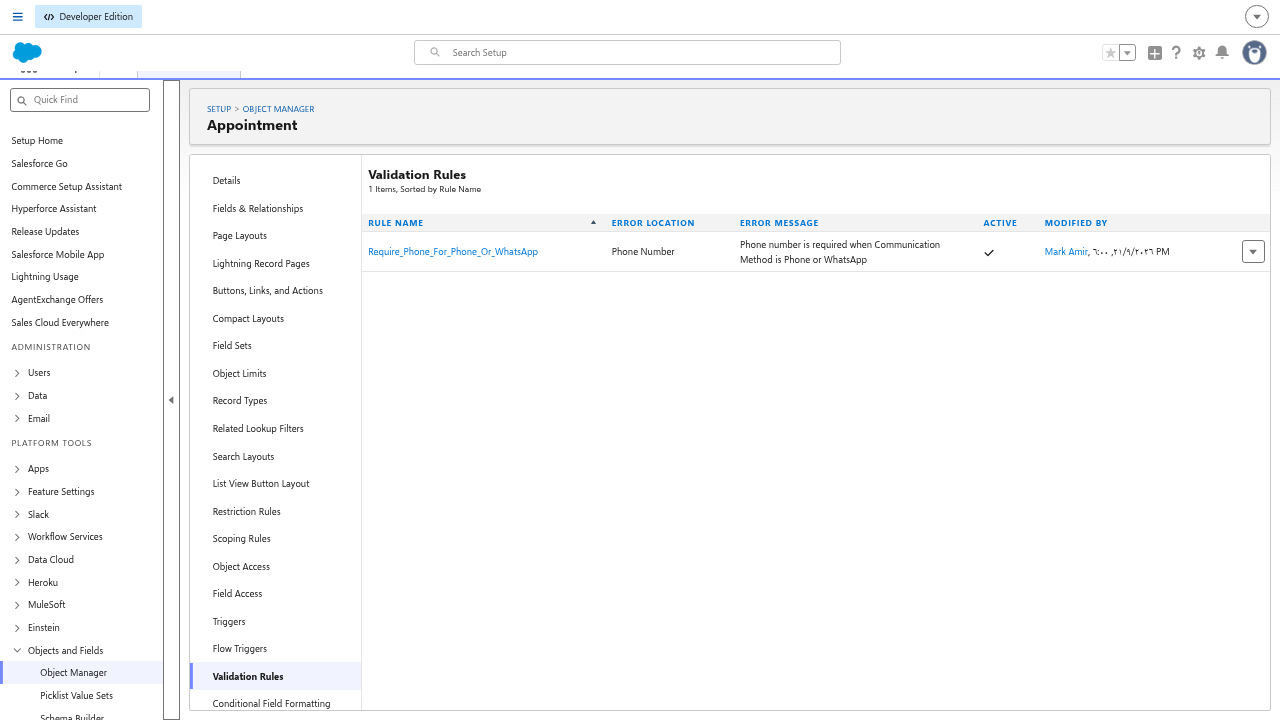 Developer Edition
Search Setup
Quick Find
Setup Home
Salesforce Go
Commerce Setup Assistant
Hyperforce Assistant
Release Updates
Salesforce Mobile App
Lightning Usage
AgentExchange Offers
Sales Cloud Everywhere
ADMINISTRATION
Users
Data
Email
PLATFORM TOOLS
Apps
Feature Settings
Slack
Workflow Services
Data Cloud
Heroku
MuleSoft
Einstein
Objects and Fields
Object Manager
Picklist Value Sets
Schema Builder
SETUP > OBJECT MANAGER
Appointment
Details
Fields & Relationships
Page Layouts
Lightning Record Pages
Buttons, Links, and Actions
Compact Layouts
Field Sets
Object Limits
Record Types
Related Lookup Filters
Search Layouts
List View Button Layout
Restriction Rules
Scoping Rules
Object Access
Field Access
Triggers
Flow Triggers
Validation Rules
Conditional Field Formatting
Validation Rules
1 Items, Sorted by Rule Name
RULE NAME ERROR LOCATION ERROR MESSAGE ACTIVE MODIFIED BY
Require_Phone_For_Phone_Or_WhatsApp Phone Number Phone number is required when Communication Method is Phone or WhatsApp Mark Amir, ٢١/٩/٢٠٢٦, ٦:٠٠ PM